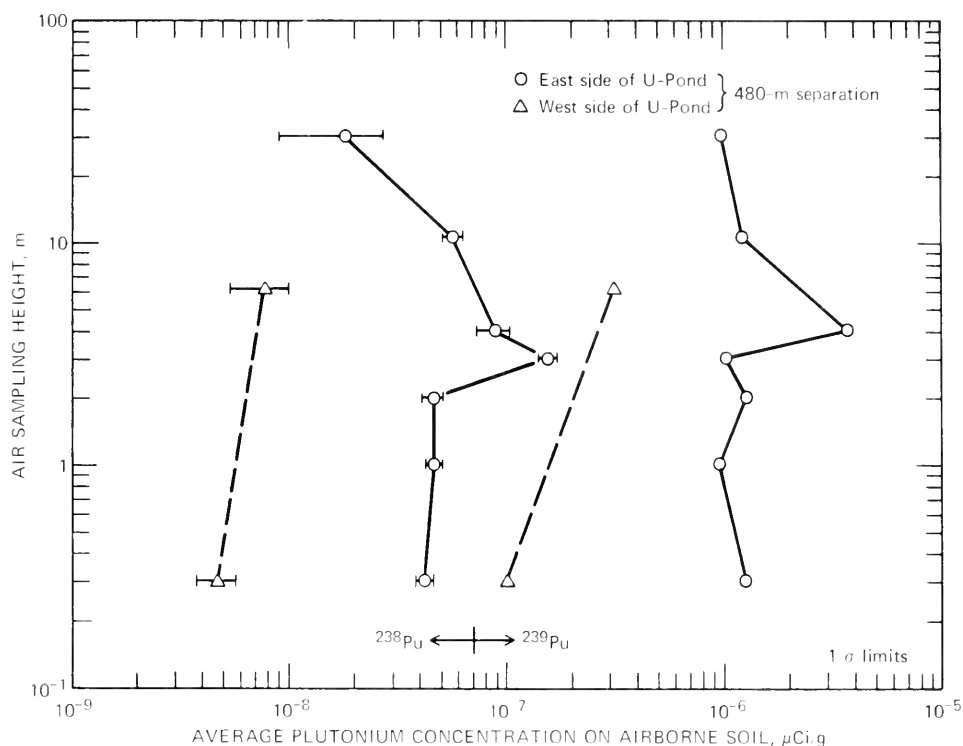 100
10
1
10⁻¹
AIR SAMPLING HEIGHT, m
○ East side of U-Pond
△ West side of U-Pond
} 480-m separation
²³⁸Pu ²³⁹Pu
1 σ limits
10⁻⁹ 10⁻⁸ 10⁻⁷ 10⁻⁶ 10⁻⁵
AVERAGE PLUTONIUM CONCENTRATION ON AIRBORNE SOIL, μCi.g